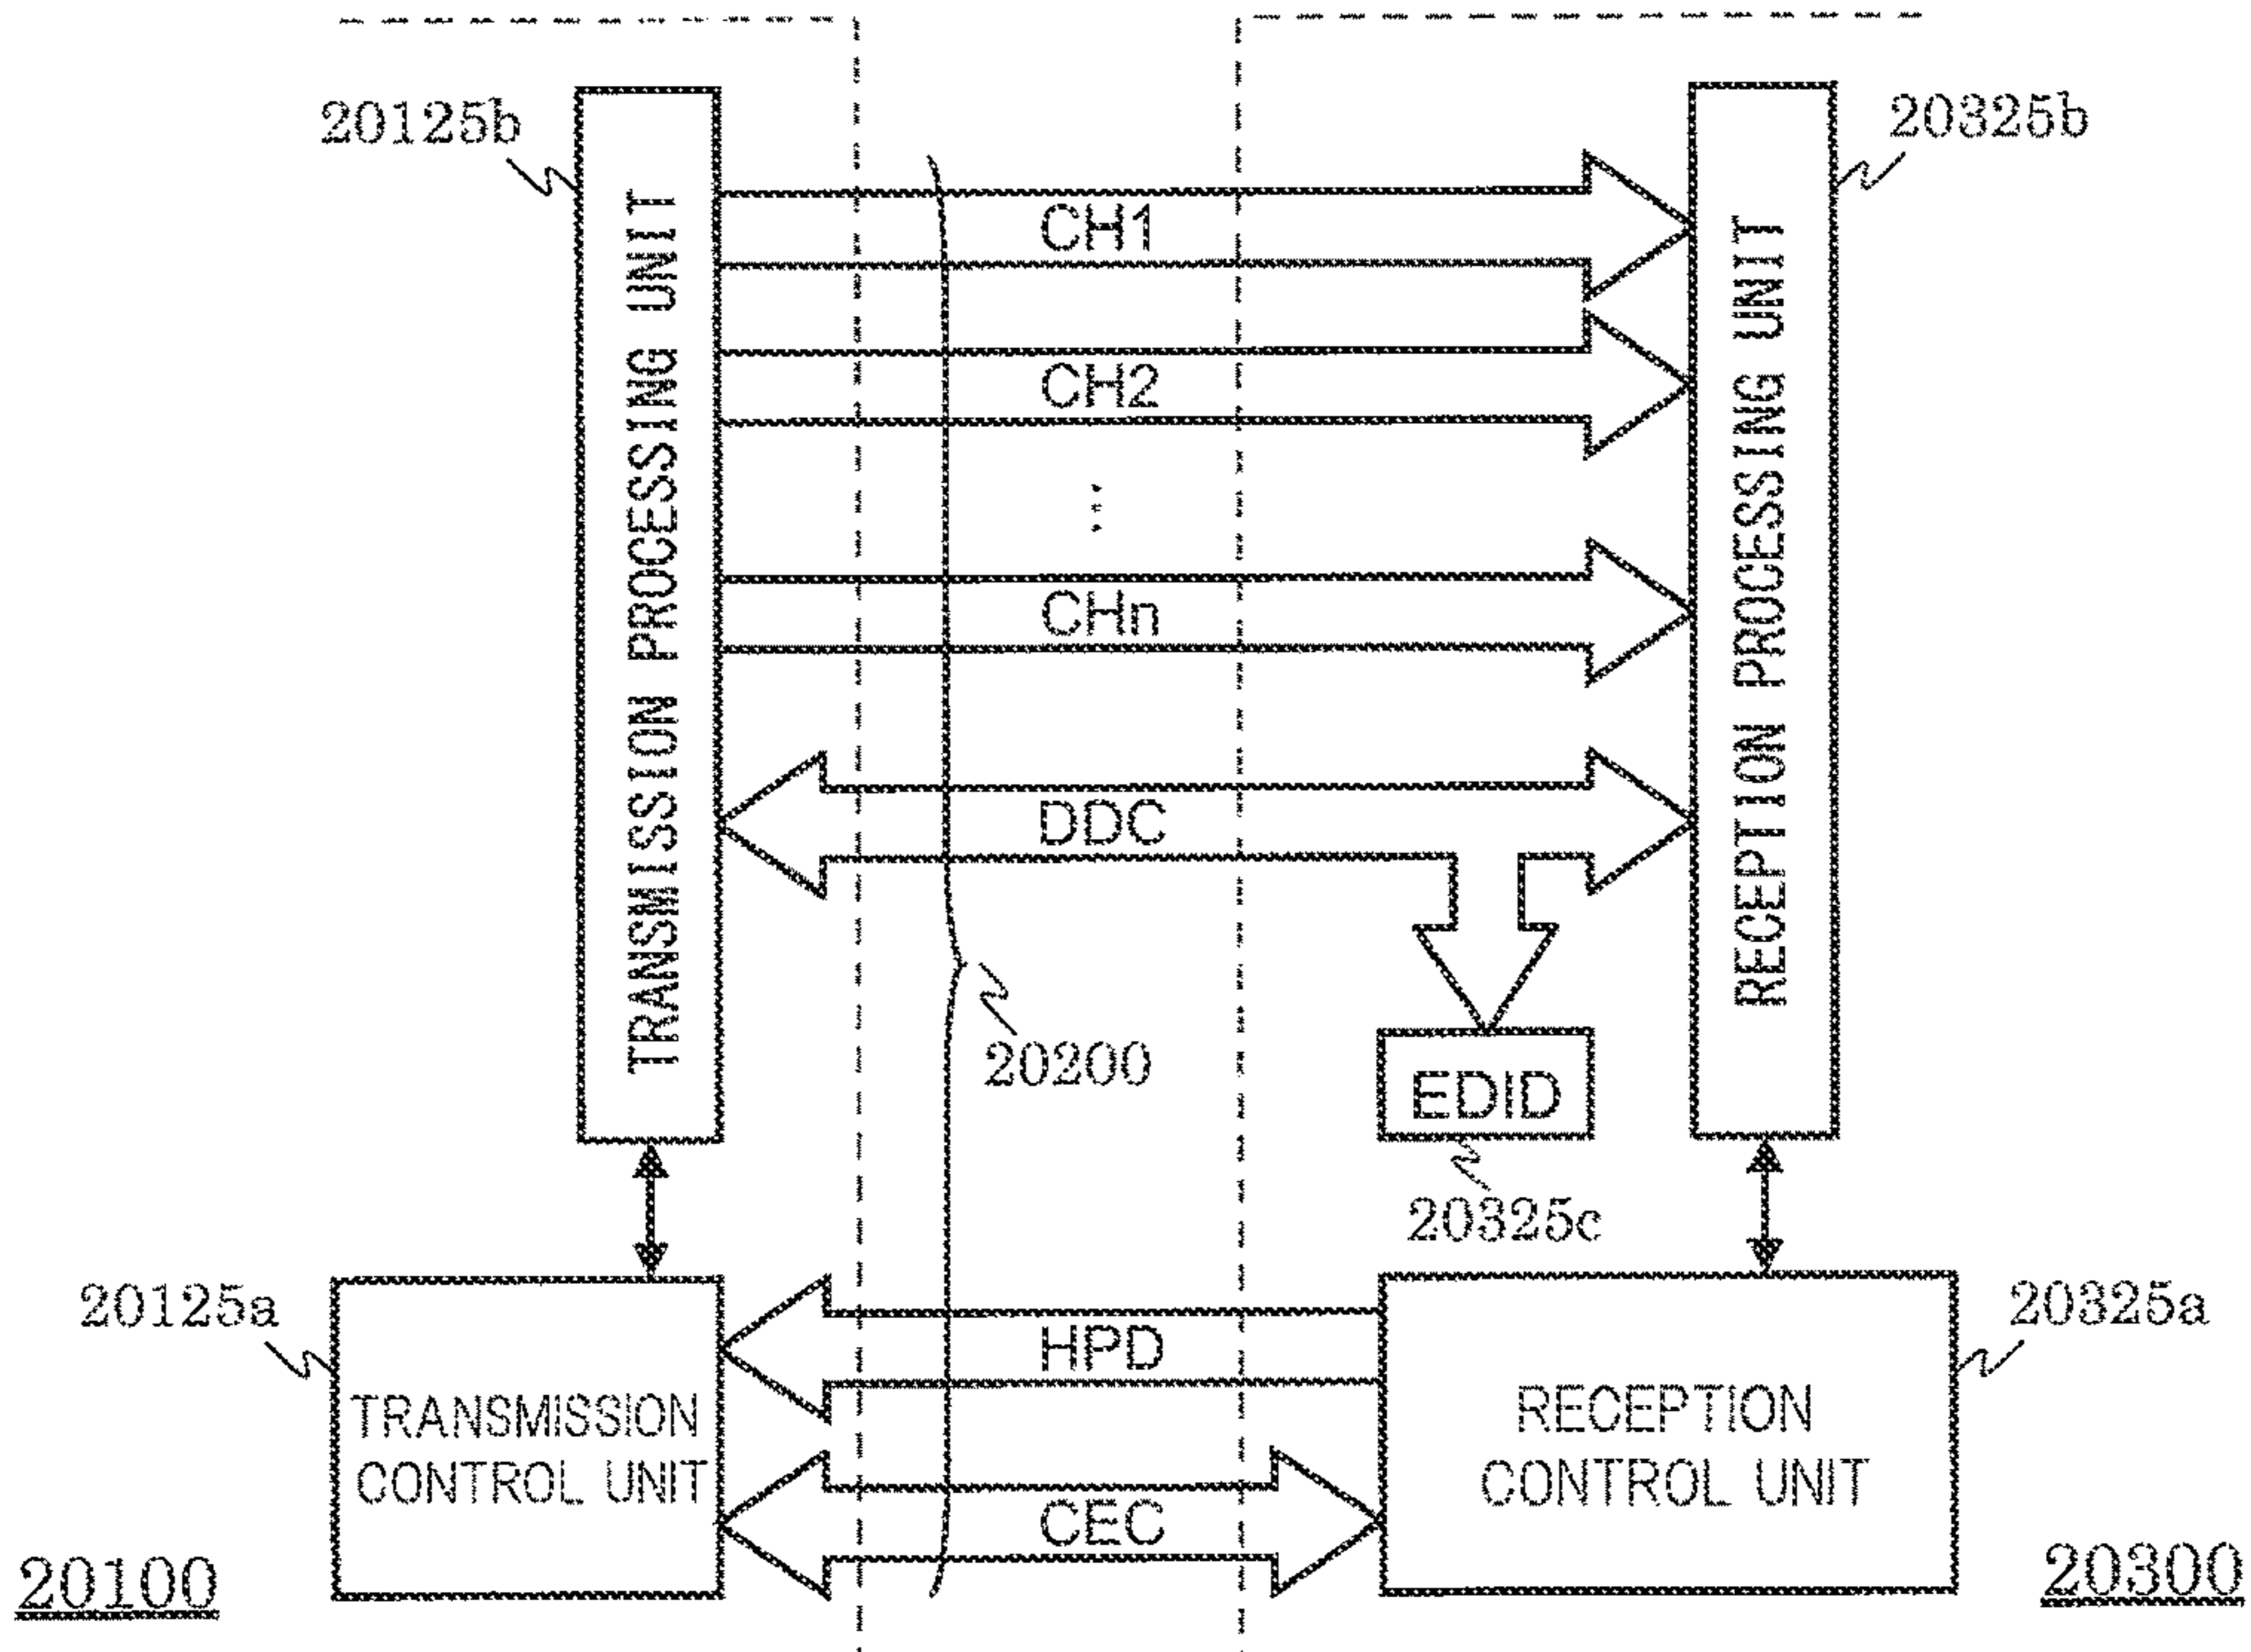 20125b
20325b
TRANSMISSION PROCESSING UNIT
RECEPTION PROCESSING UNIT
CH1
CH2
...
CHn
DDC
20200
EDID
20325c
20125a
20325a
HPD
TRANSMISSION
CONTROL UNIT
RECEPTION
CONTROL UNIT
CEC
20100
20300